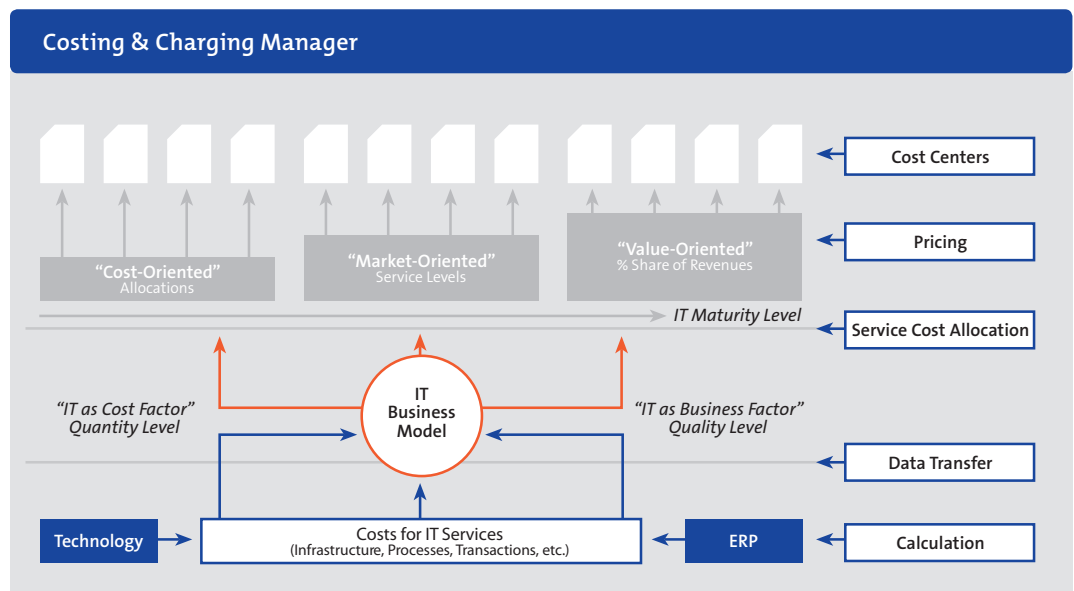 Costing & Charging Manager
Cost Centers
"Cost-Oriented"
Allocations
"Market-Oriented"
Service Levels
"Value-Oriented"
% Share of Revenues
Pricing
IT Maturity Level
Service Cost Allocation
"IT as Cost Factor"
Quantity Level
IT
Business
Model
"IT as Business Factor"
Quality Level
Data Transfer
Technology
Costs for IT Services
(Infrastructure, Processes, Transactions, etc.)
ERP
Calculation